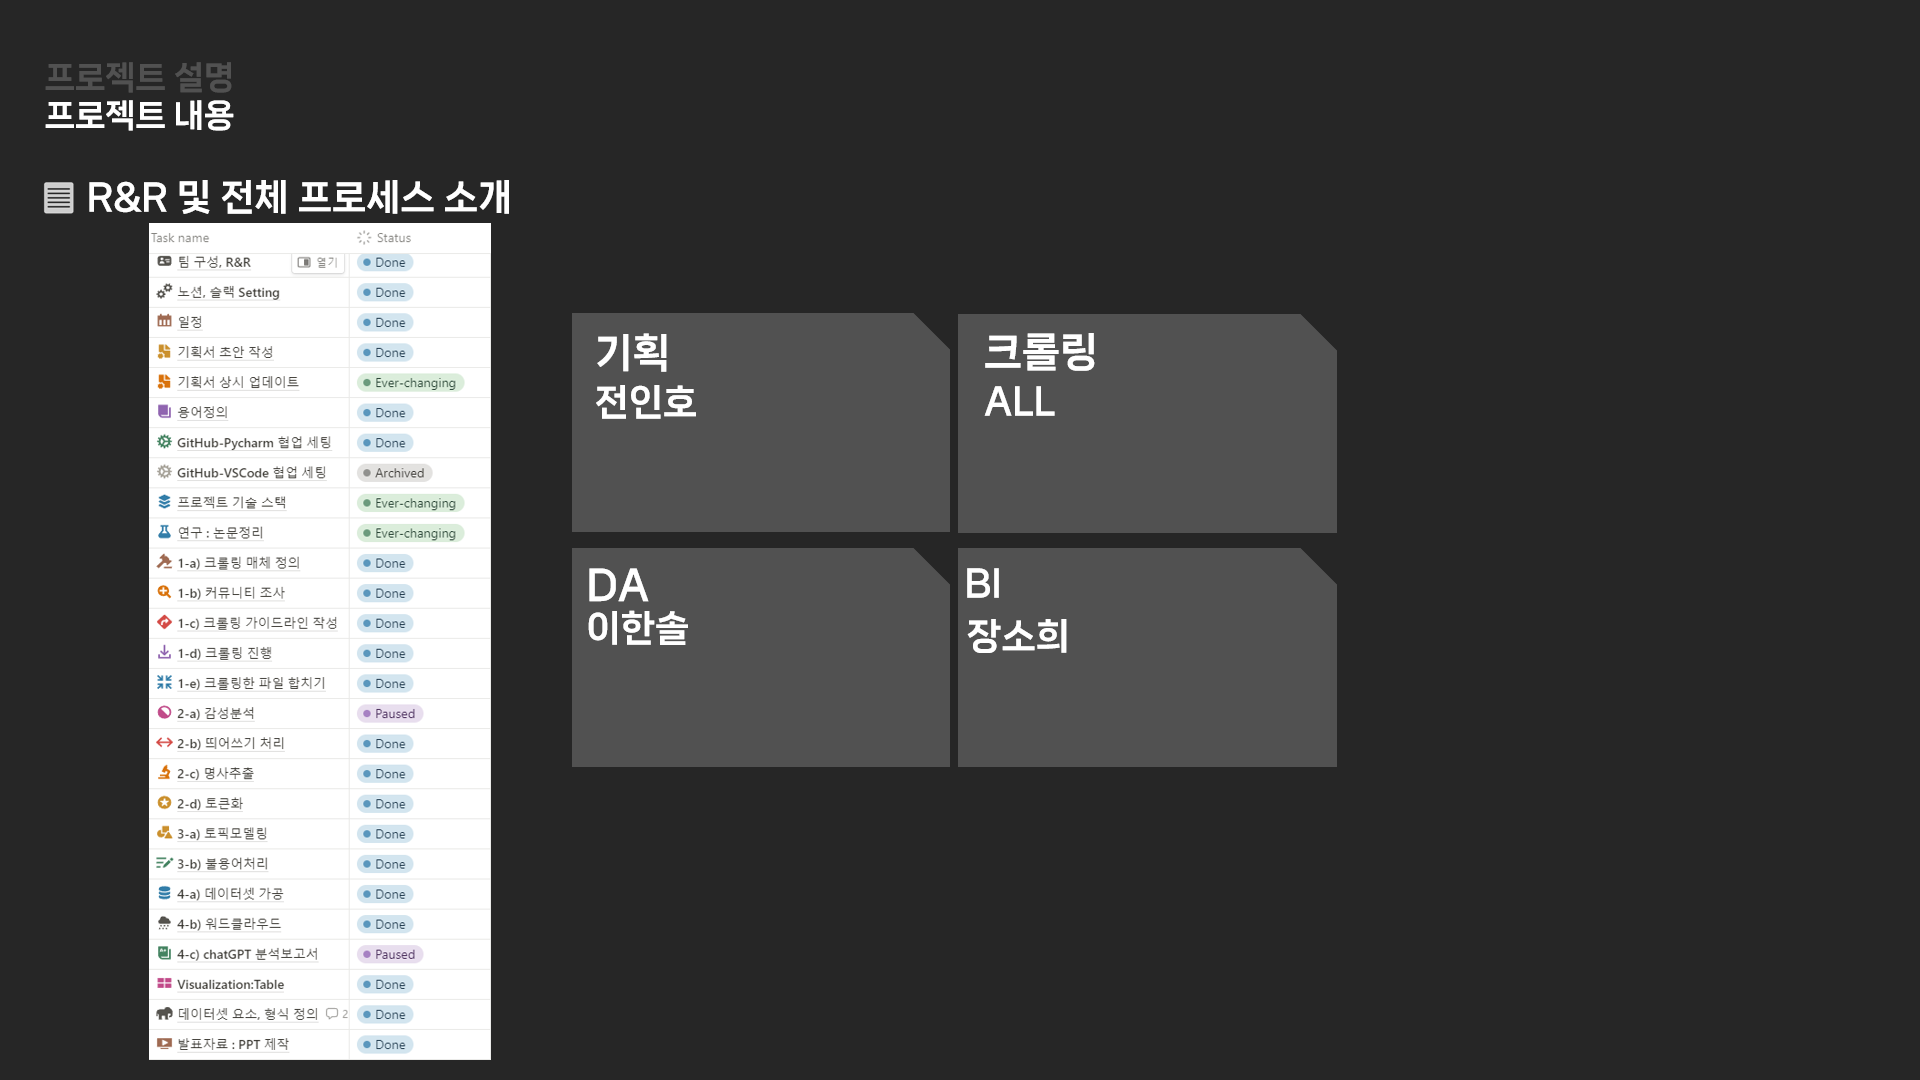 프로젝트 설명
프로젝트 내용
R&R 및 전체 프로세스 소개
Task name Status
팀 구성, R&R 열기 Done
노션, 슬랙 Setting Done
일정 Done
기획서 초안 작성 Done
기획서 상시 업데이트 Ever-changing
용어정의 Done
GitHub-Pycharm 협업 세팅 Done
GitHub-VSCode 협업 세팅 Archived
프로젝트 기술 스택 Ever-changing
연구 : 논문정리 Ever-changing
1-a) 크롤링 매체 정의 Done
1-b) 커뮤니티 조사 Done
1-c) 크롤링 가이드라인 작성 Done
1-d) 크롤링 진행 Done
1-e) 크롤링한 파일 합치기 Done
2-a) 감성분석 Paused
2-b) 띄어쓰기 처리 Done
2-c) 명사추출 Done
2-d) 토큰화 Done
3-a) 토픽모델링 Done
3-b) 불용어처리 Done
4-a) 데이터셋 가공 Done
4-b) 워드클라우드 Done
4-c) chatGPT 분석보고서 Paused
Visualization:Table Done
데이터셋 요소, 형식 정의 2 Done
발표자료 : PPT 제작 Done
기획
전인호
크롤링
ALL
DA
이한솔
BI
장소희